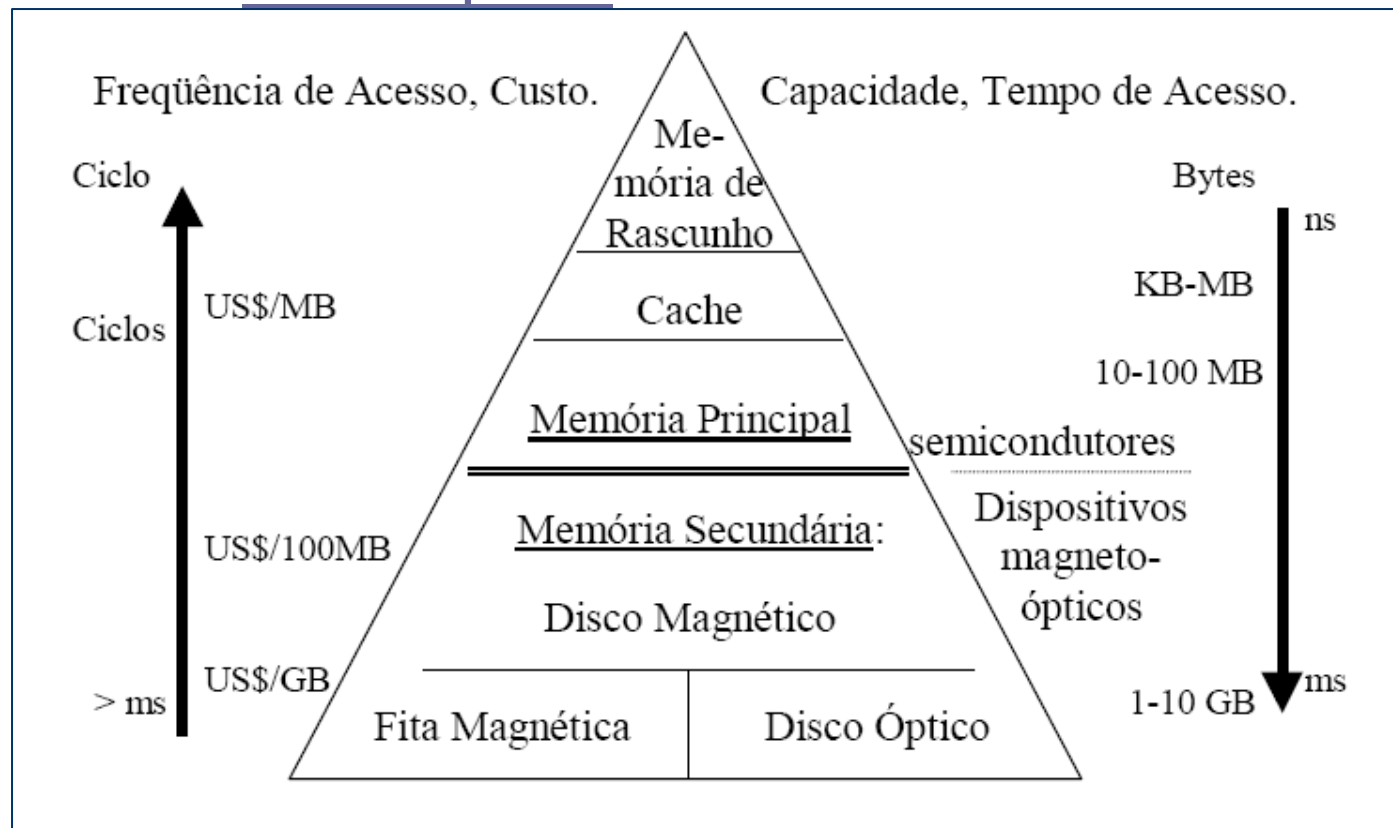 Freqüência de Acesso, Custo.
Capacidade, Tempo de Acesso.
Me-
mória de
Rascunho
Ciclo
Bytes
ns
US$/MB
KB-MB
Cache
Ciclos
10-100 MB
Memória Principal
semicondutores
Memória Secundária:
Dispositivos
magneto-
ópticos
US$/100MB
Disco Magnético
US$/GB
> ms
1-10 GB
ms
Fita Magnética
Disco Óptico